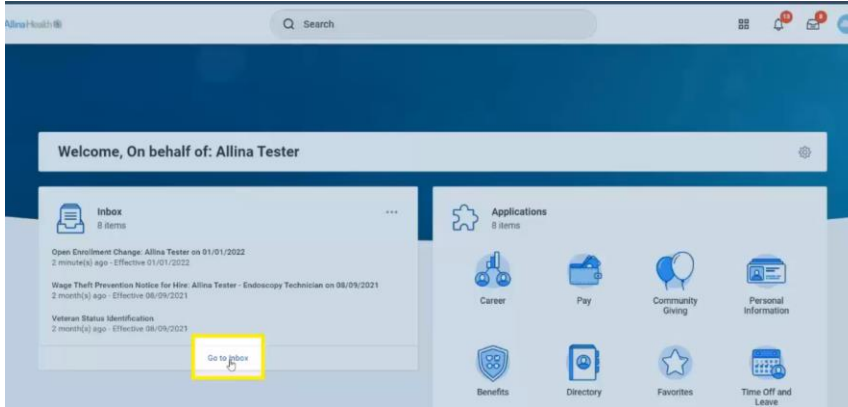 AllinaHealth
Search
13
8
Welcome, On behalf of: Allina Tester
Inbox
8 items
Open Enrollment Change: Allina Tester on 01/01/2022
2 minute(s) ago - Effective 01/01/2022
Wage Theft Prevention Notice for Hire: Allina Tester - Endoscopy Technician on 08/09/2021
2 month(s) ago - Effective 08/09/2021
Veteran Status Identification
2 month(s) ago - Effective 08/09/2021
Go to Inbox
Applications
8 items
Career
Pay
Community
Giving
Personal
Information
Benefits
Directory
Favorites
Time Off and
Leave